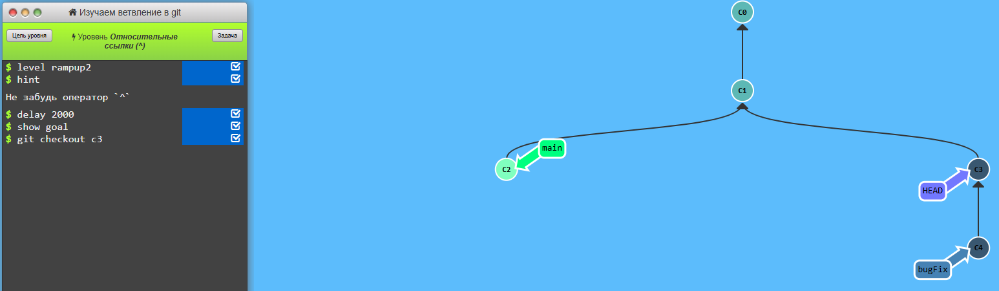 Изучаем ветвление в git
Цель уровня
Уровень Относительные
ссылки (^)
Задача
$ level rampup2
$ hint
Не забудь оператор `^`
$ delay 2000
$ show goal
$ git checkout c3
C0
C1
main
C2
C3
HEAD
C4
bugFix